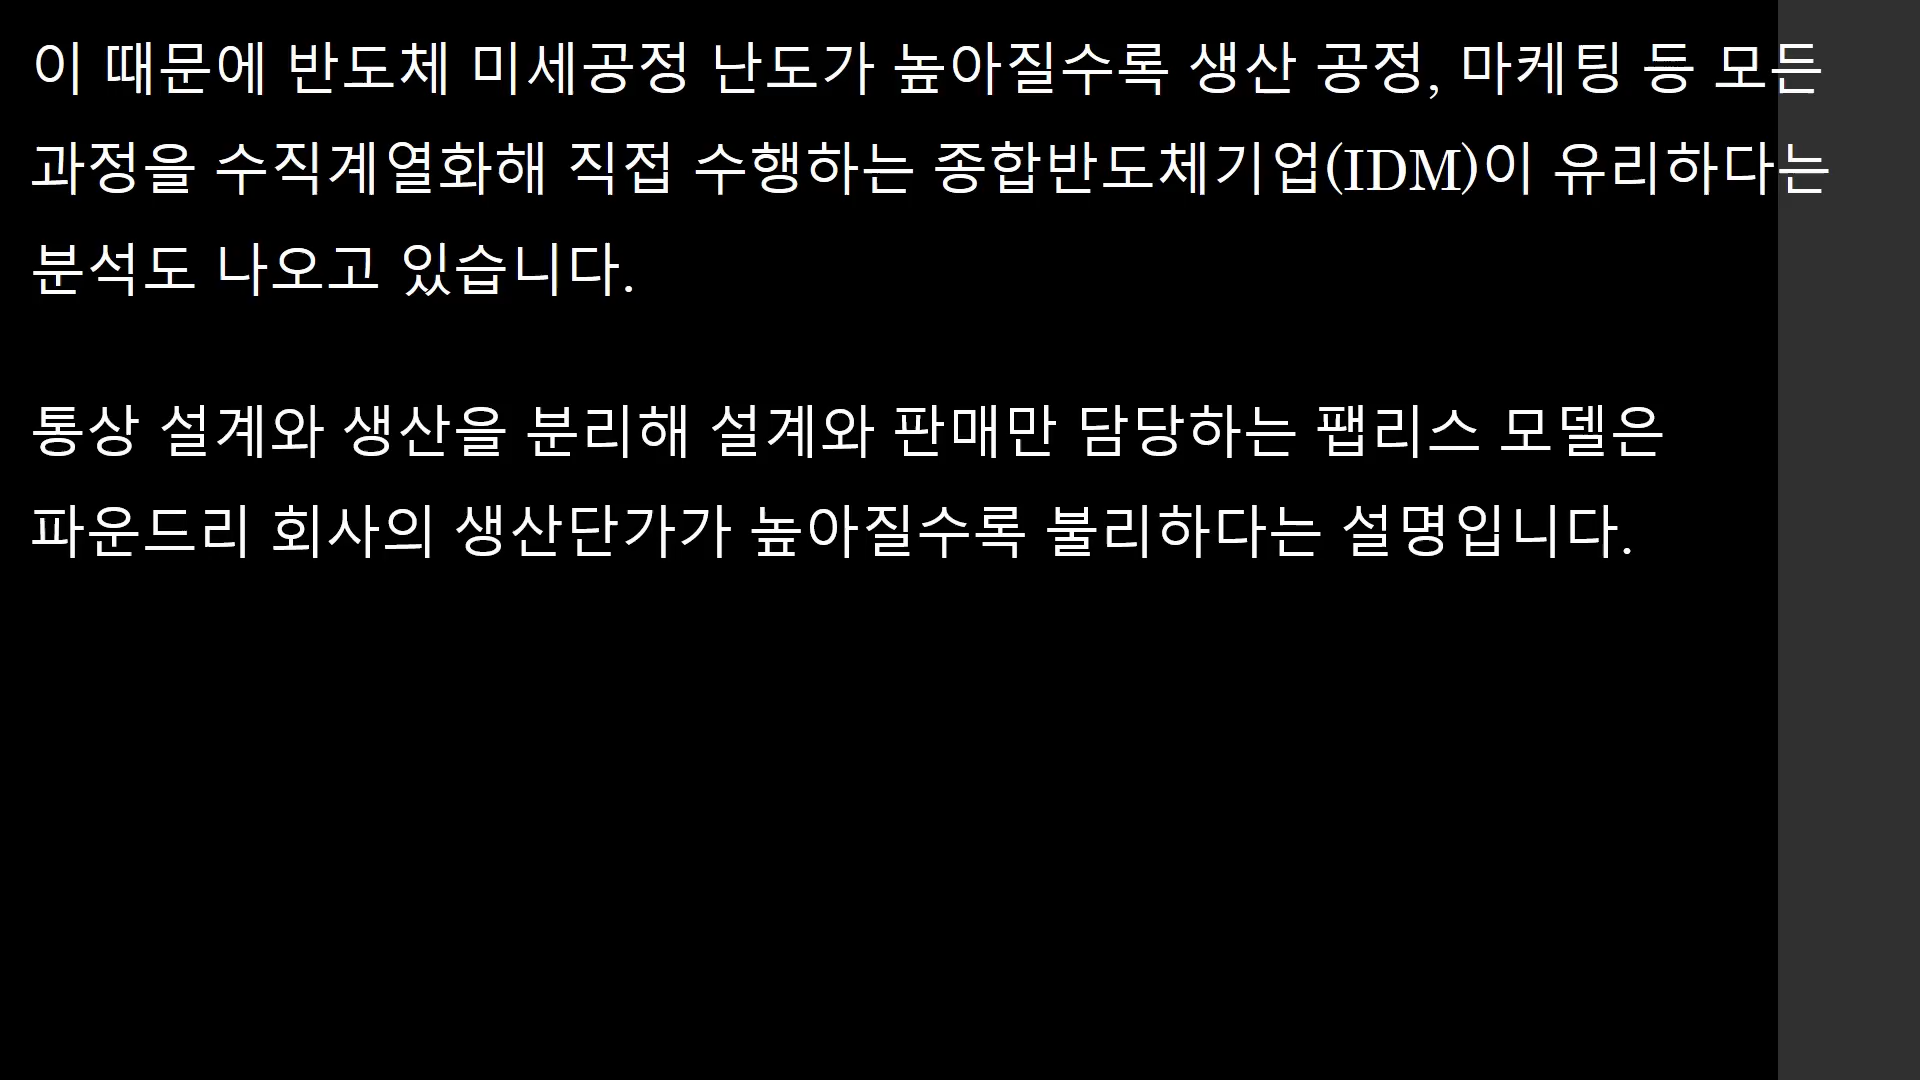 이 때문에 반도체 미세공정 난도가 높아질수록 생산 공정, 마케팅 등 모든
과정을 수직계열화해 직접 수행하는 종합반도체기업(IDM)이 유리하다는
분석도 나오고 있습니다.
통상 설계와 생산을 분리해 설계와 판매만 담당하는 팹리스 모델은
파운드리 회사의 생산단가가 높아질수록 불리하다는 설명입니다.